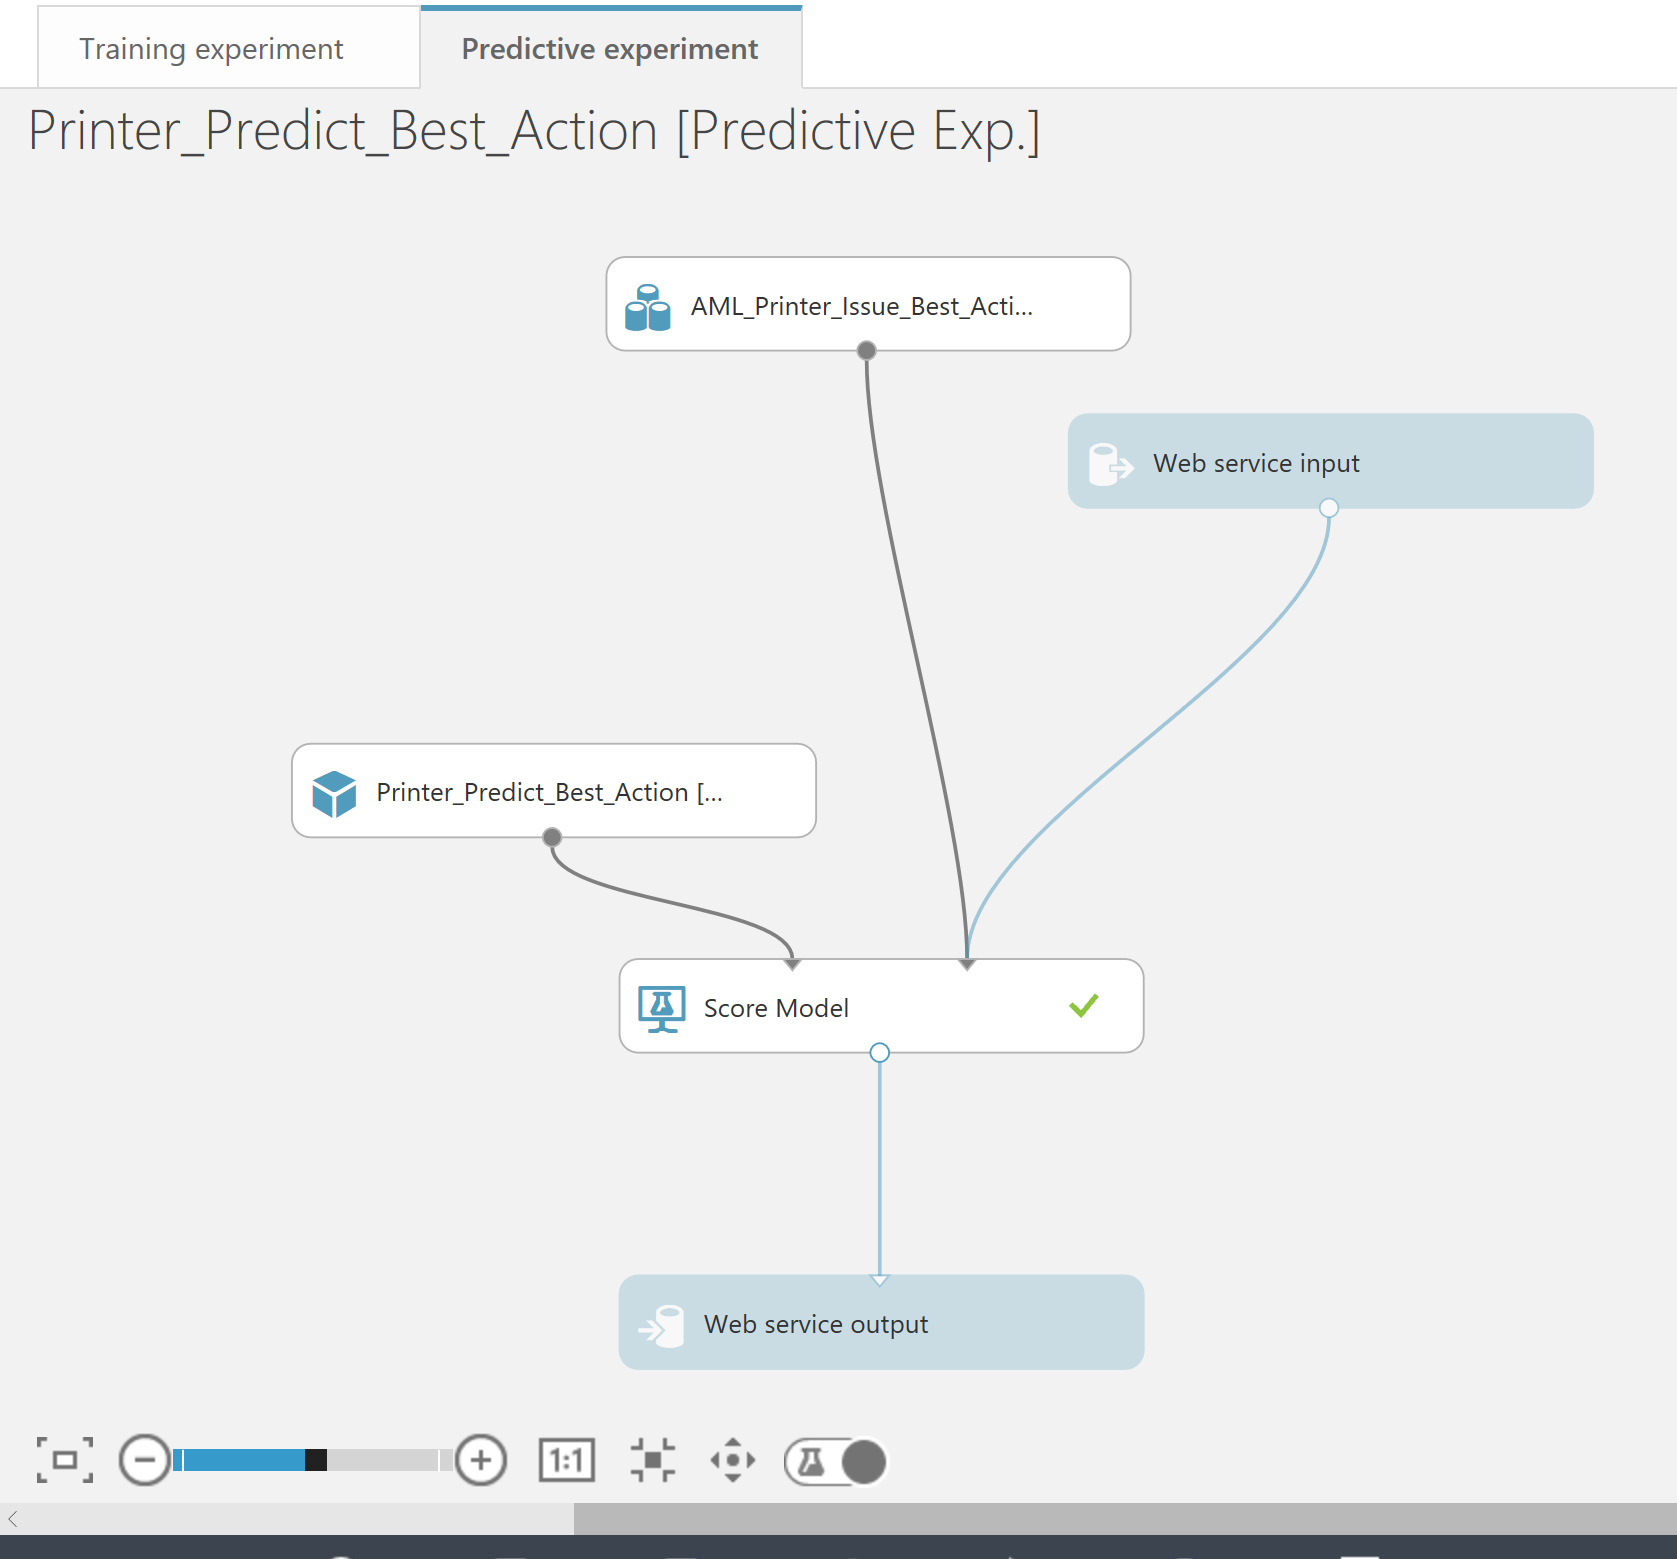 Training experiment
Predictive experiment
Printer_Predict_Best_Action [Predictive Exp.]
AML_Printer_Issue_Best_Acti...
Web service input
Printer_Predict_Best_Action [...
Score Model
Web service output
1:1